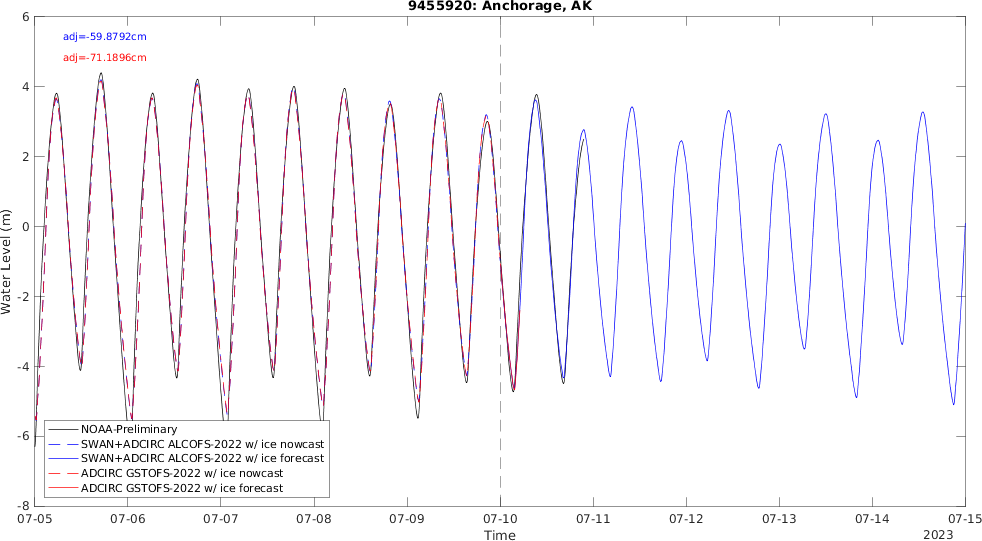 9455920: Anchorage, AK
adj=-59.8792cm
adj=-71.1896cm
Water Level (m)
6
4
2
0
-2
-4
-6
-8
NOAA-Preliminary
SWAN+ADCIRC ALCOFS-2022 w/ ice nowcast
SWAN+ADCIRC ALCOFS-2022 w/ ice forecast
ADCIRC GSTOFS-2022 w/ ice nowcast
ADCIRC GSTOFS-2022 w/ ice forecast
07-05 07-06 07-07 07-08 07-09 07-10 07-11 07-12 07-13 07-14 07-15
Time
2023